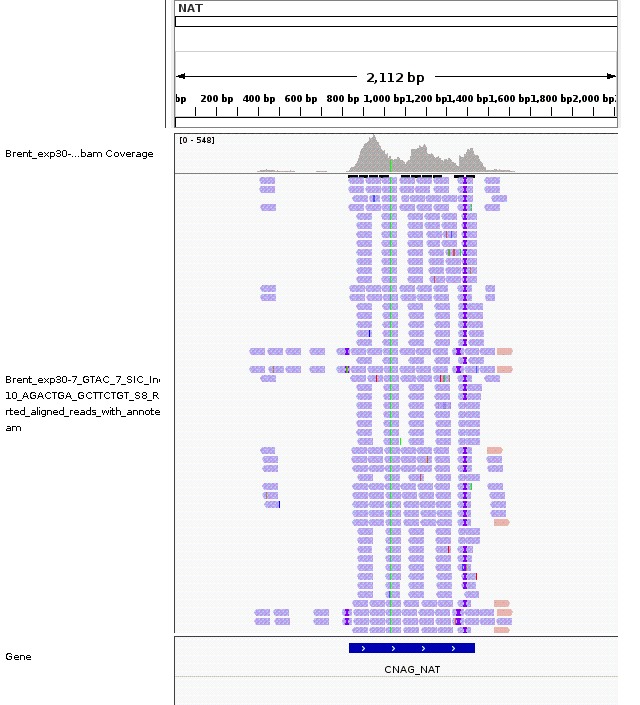 NAT
2,112 bp
bp 200 bp 400 bp 600 bp 800 bp 1,000 bp 1,200 bp 1,400 bp 1,600 bp 1,800 bp 2,000 bp
[0 - 548]
Brent_exp30-...bam Coverage
Brent_exp30-7_GTAC_7_SIC_In
10_AGACTGA_GCTTCTGT_S8_R
rted_aligned_reads_with_annote
am
Gene
CNAG_NAT